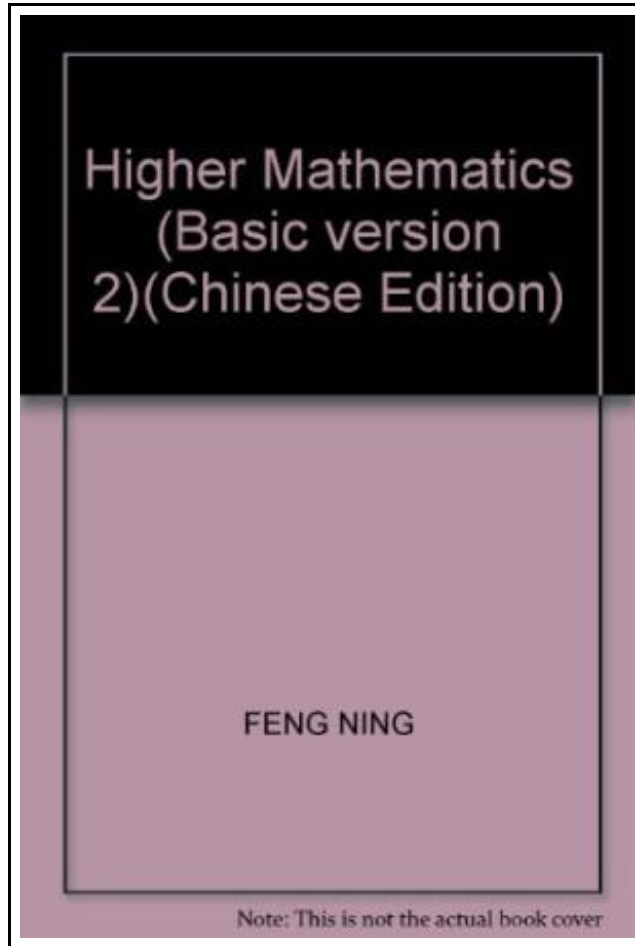 Higher Mathematics
(Basic version
2)(Chinese Edition)
FENG NING
Note: This is not the actual book cover